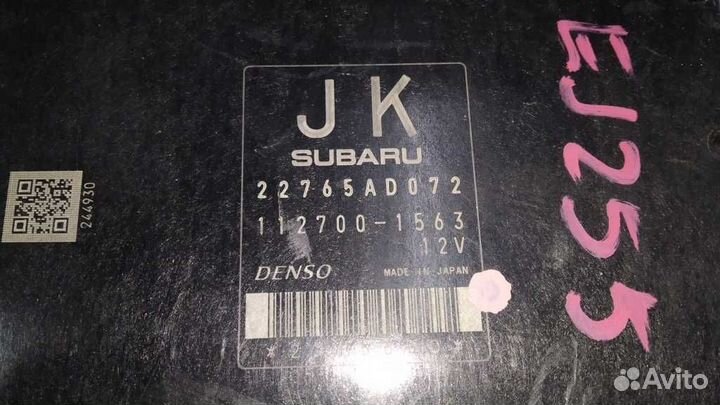 JK
SUBARU
22765AD072
112700-1563
12V
DENSO
MADE IN JAPAN
244930
EJ255
Avito